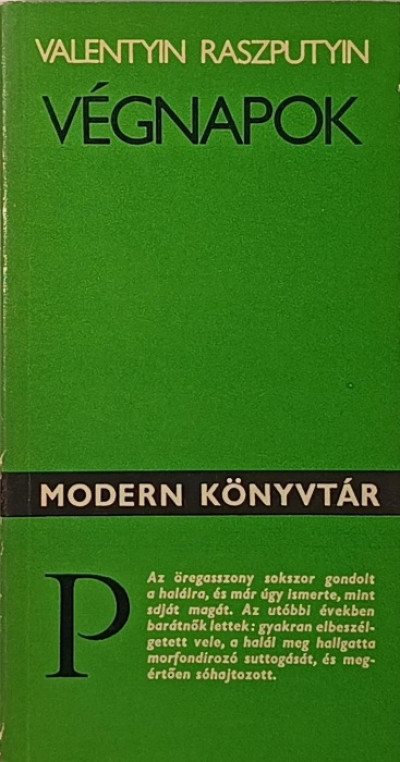 VALENTYIN RASZPUTYIN
VÉGNAPOK
MODERN KÖNYVTÁR
P
Az öregasszony sokszor gondolt
a halálra, és már úgy ismerte, mint
sdját magát. Az utóbbi években
barátnők lettek: gyakran elbeszél-
getett vele, a halál meg hallgatta
morfondírozó suttogását, és meg-
értően sóhajtozott.